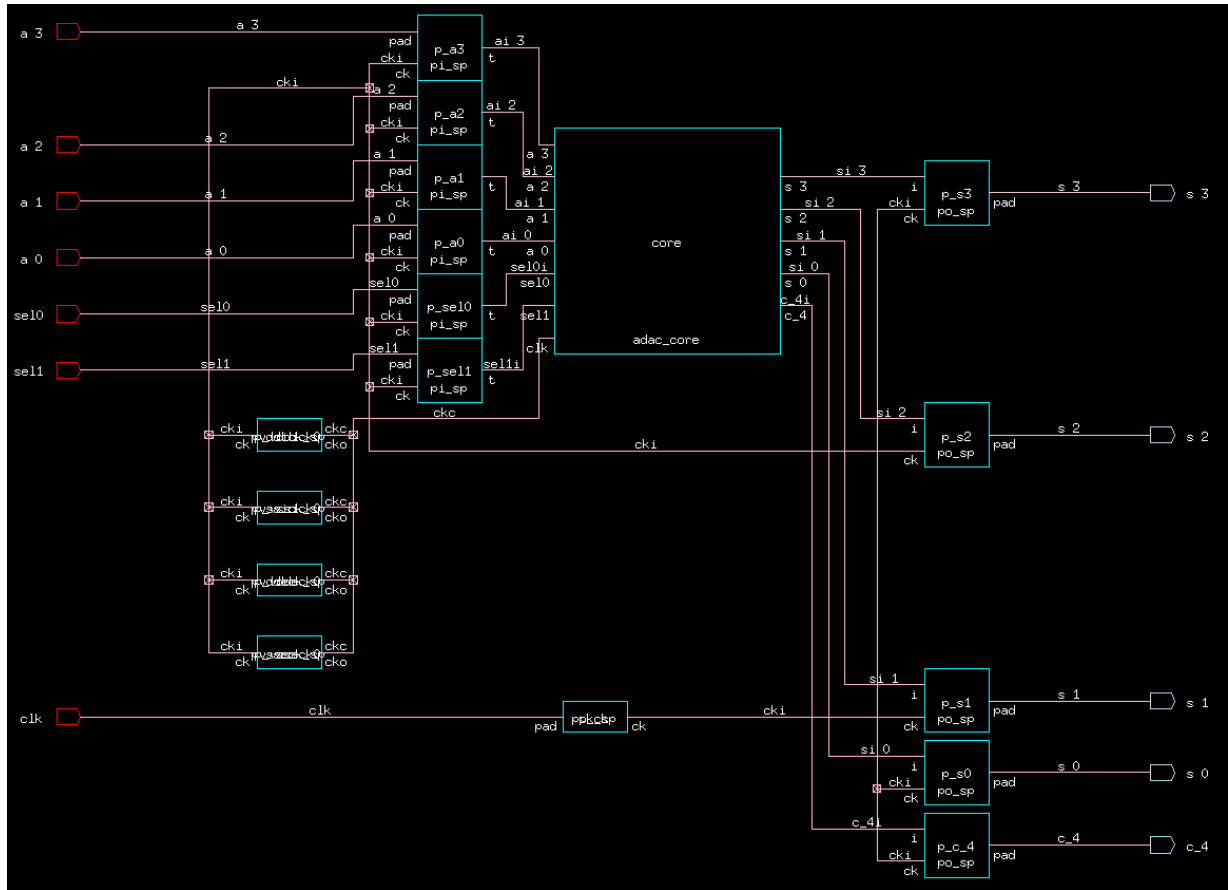 a 3
a 3
pad
cki
ck
p_a3
pi_sp
ai 3
t
cki
a 2
a 2
a 2
pad
cki
ck
p_a2
pi_sp
ai 2
t
a 1
a 1
a 1
pad
cki
ck
p_a1
pi_sp
ai 1
t
a 0
a 0
a 0
pad
cki
ck
p_a0
pi_sp
ai 0
t
sel0
sel0
sel0
pad
cki
ck
p_sel0
pi_sp
sel0i
t
sel1
sel1
sel1
pad
cki
ck
p_sel1
pi_sp
sel1i
t
a 3
ai 2
a 2
ai 1
a 1
a 0
sel0
sel1
clk
core
adac_core
s 3
s 2
s 1
s 0
c_4i
c_4
si 3
si 2
si 1
si 0
i
cki
ck
p_s3
po_sp
pad
s 3
s 3
ckc
cki
si 2
i
ck
p_s2
po_sp
pad
s 2
s 2
cki
ck
ckc
cko
cki
ck
ckc
cko
cki
ck
ckc
cko
cki
ck
ckc
cko
clk
clk
pad
ck
cki
si 1
i
ck
p_s1
po_sp
pad
s 1
s 1
si 0
i
cki
ck
p_s0
po_sp
pad
s 0
s 0
c_4i
i
cki
ck
p_c_4
po_sp
pad
c_4
c_4